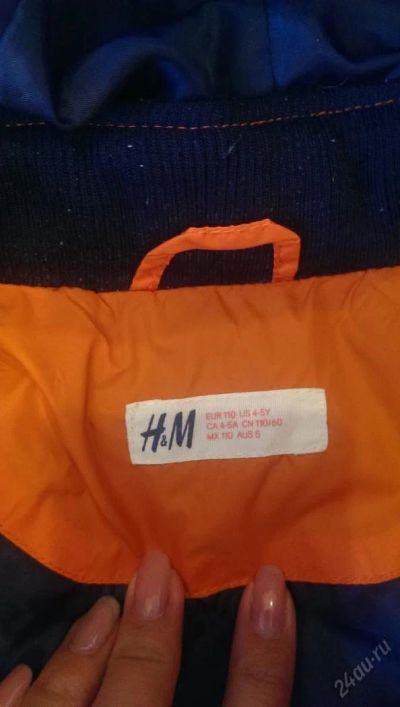 H&M
EUR 110 US 4-5Y
CA 4-5A CN 110/60
MX 110 AUS 5
24au.ru